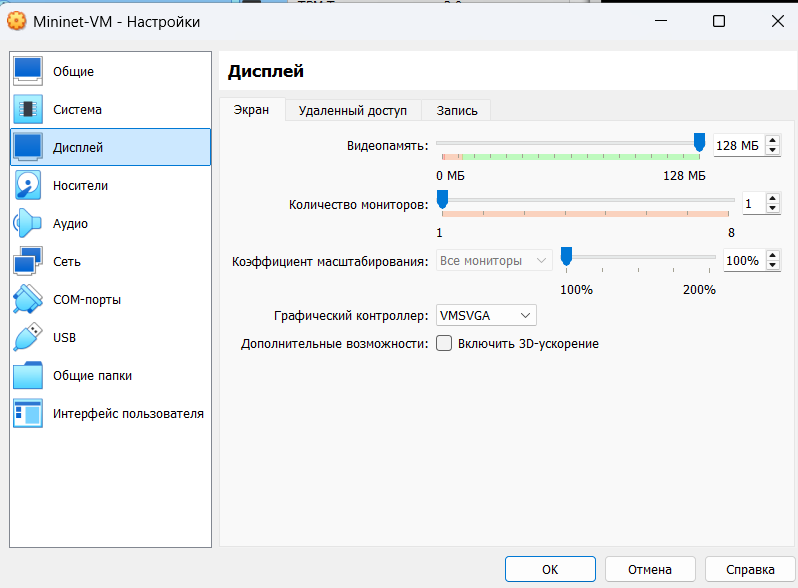 Mininet-VM - Настройки
Общие
Система
Дисплей
Носители
Аудио
Сеть
COM-порты
USB
Общие папки
Интерфейс пользователя
Дисплей
Экран Удаленный доступ Запись
Видеопамять: 128 МБ
0 МБ 128 МБ
Количество мониторов: 1
1 8
Коэффициент масштабирования: Все мониторы 100%
100% 200%
Графический контроллер: VMSVGA
Дополнительные возможности: Включить 3D-ускорение
OK Отмена Справка